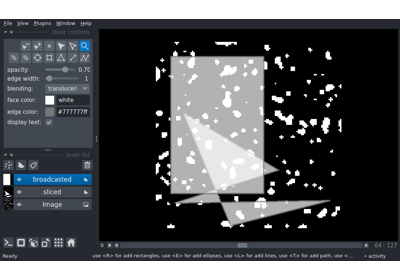 File View Plugins Window Help
layer controls
opacity: 0.70
edge width: 1
blending: translucen
face color: white
edge color: #777777ff
display text:
layer list
broadcasted
sliced
Image
0 64 127
Ready use <R> for add rectangles, use <E> for add ellipses, use <L> for add lines, use <T> for add path, use <... activity